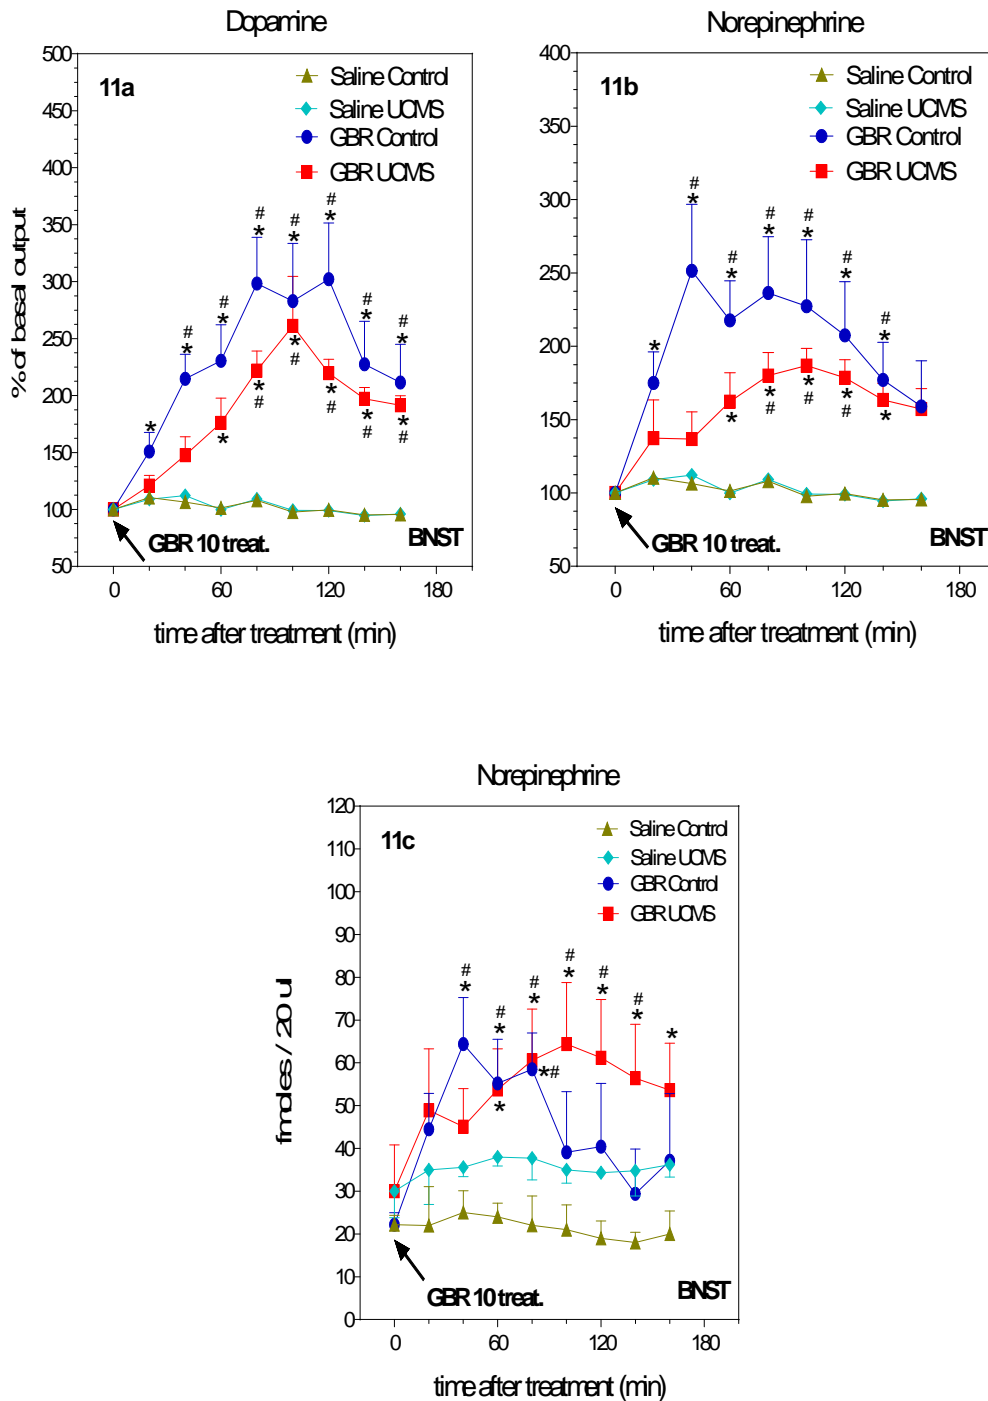 Dopamine
500
450
400
350
300
250
200
150
100
50
% of basal output
11a
Saline Control
Saline UCMS
GBR Control
GBR UCMS
* #* #* #* #* #* #* #*
* *# *# *# *# *#
GBR 10 treat.
BNST
0 60 120 180
time after treatment (min)
Norepinephrine
400
350
300
250
200
150
100
50
11b
Saline Control
Saline UCMS
GBR Control
GBR UCMS
* #* #* #* #* #* #*
* *# *# *# *
GBR 10 treat.
BNST
0 60 120 180
time after treatment (min)
Norepinephrine
120
110
100
90
80
70
60
50
40
30
20
10
0
fmoles / 20 ul
11c
Saline Control
Saline UCMS
GBR Control
GBR UCMS
#* #* #* #* #* #* *
* *#
GBR 10 treat.
BNST
0 60 120 180
time after treatment (min)